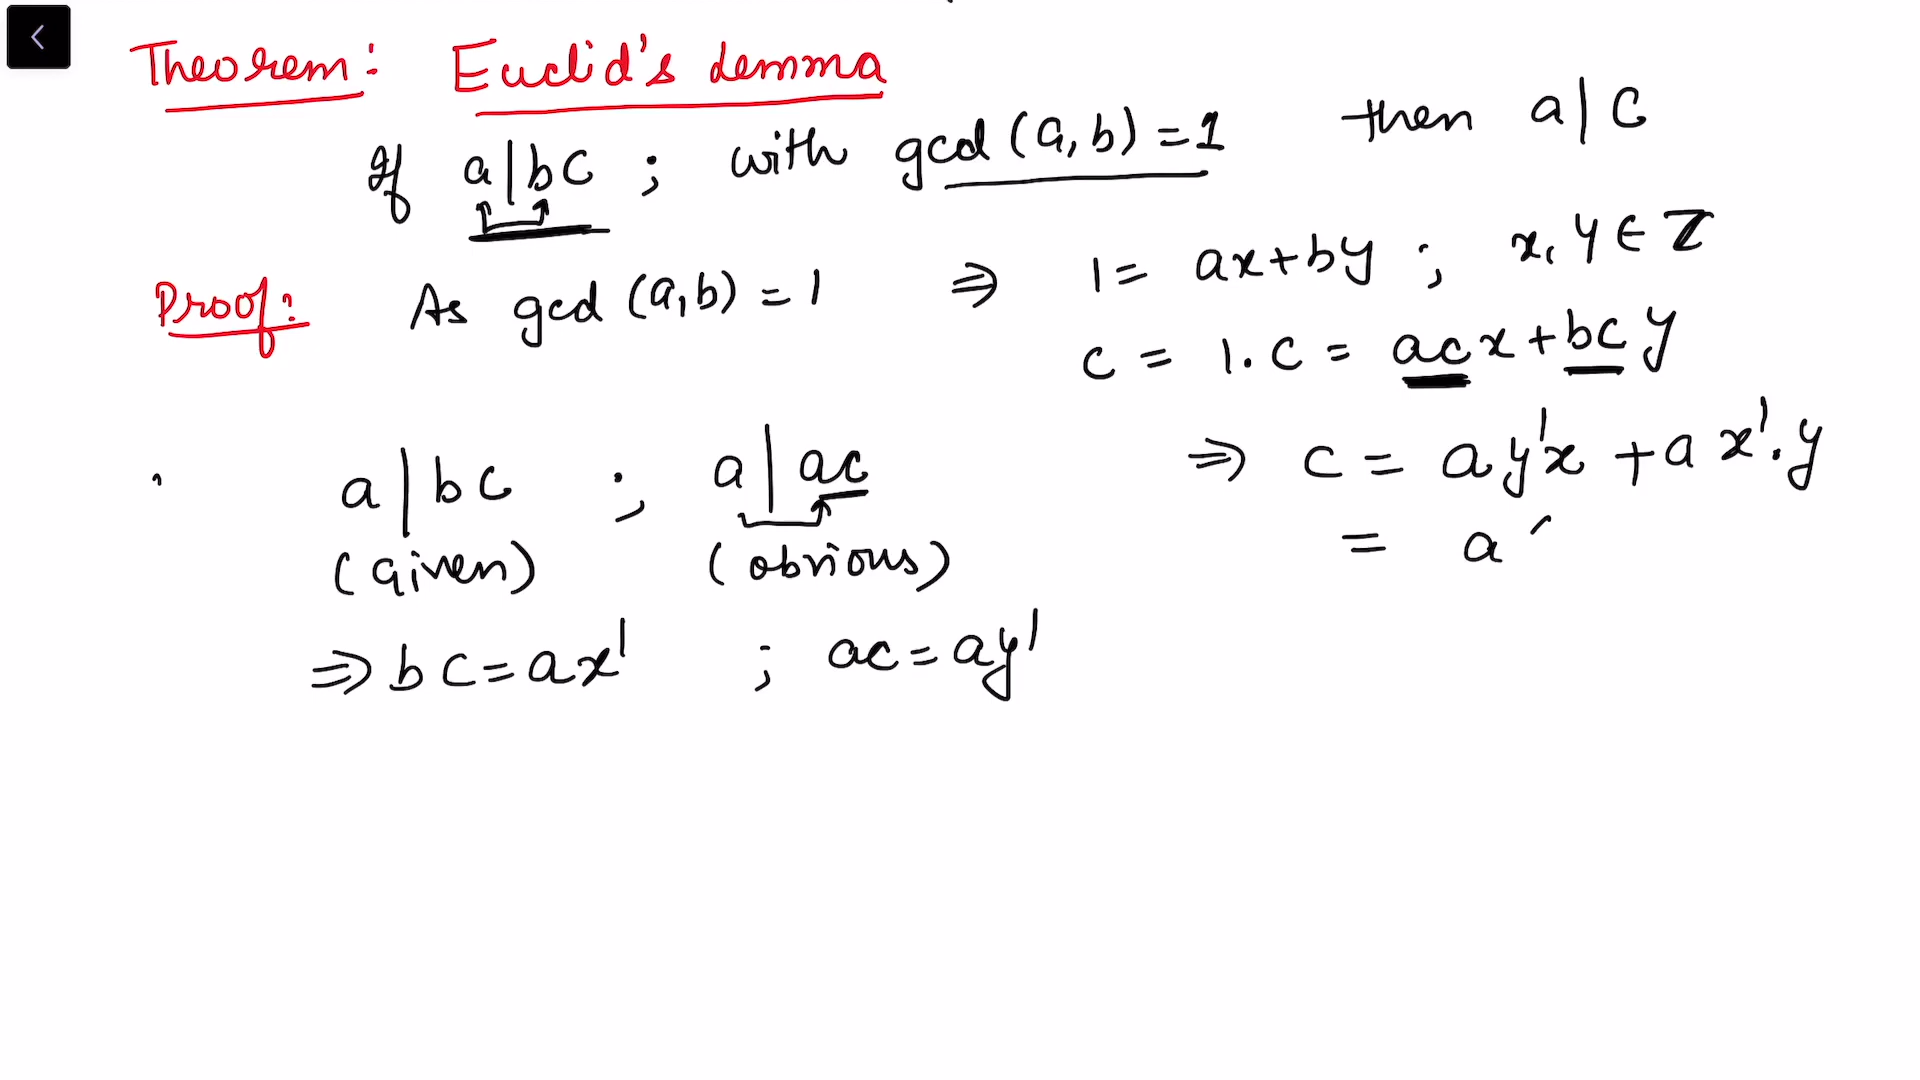 Theorem: Euclid's Lemma
If a|bc ; with gcd (a,b) = 1 then a|c
Proof: As gcd (a,b) = 1 ⇒ 1 = ax+by ; x, y ∈ Z
c = 1.c = acx+bcy
a|bc ; a|ac ⇒ c = ay'x + ax'.y
(given) (obvious) = a (
⇒ bc = ax' ; ac = ay'